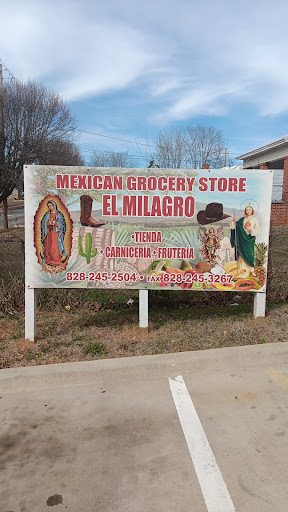 MEXICAN GROCERY STORE
EL MILAGRO
•TIENDA
•CARNICERIA•FRUTERIA
828-245-2504 • FAX 828-245-3267